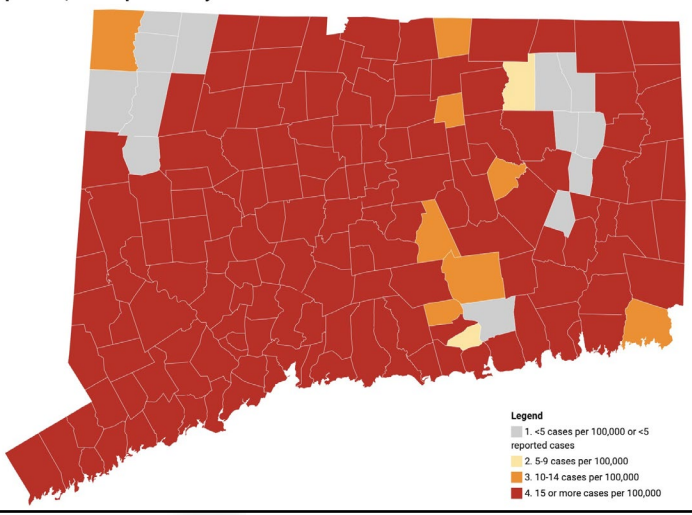 Legend
1. <5 cases per 100,000 or <5
reported cases
2. 5-9 cases per 100,000
3. 10-14 cases per 100,000
4. 15 or more cases per 100,000